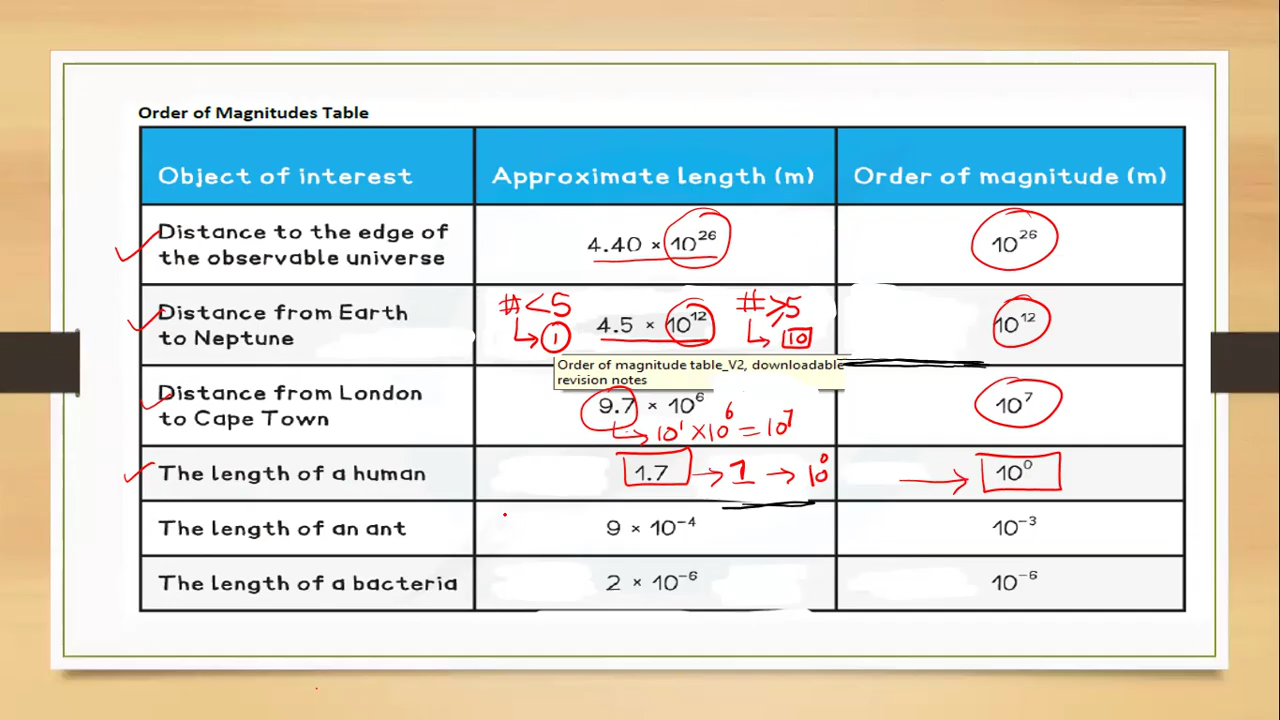 Order of Magnitudes Table
Object of interest Approximate length (m) Order of magnitude (m)
Distance to the edge of
the observable universe
4.40 × 10²⁶ 10²⁶
Distance from Earth
to Neptune
# < 5
↳ 1
4.5 × 10¹²
# ≥ 5
↳ 10
10¹²
Order of magnitude table_V2, downloadable
revision notes
Distance from London
to Cape Town
9.7 × 10⁶ 10⁷
↳ 10¹ × 10⁶ = 10⁷
The length of a human 1.7 → 1 → 10⁰ → 10⁰
The length of an ant 9 × 10⁻⁴ 10⁻³
The length of a bacteria 2 × 10⁻⁶ 10⁻⁶